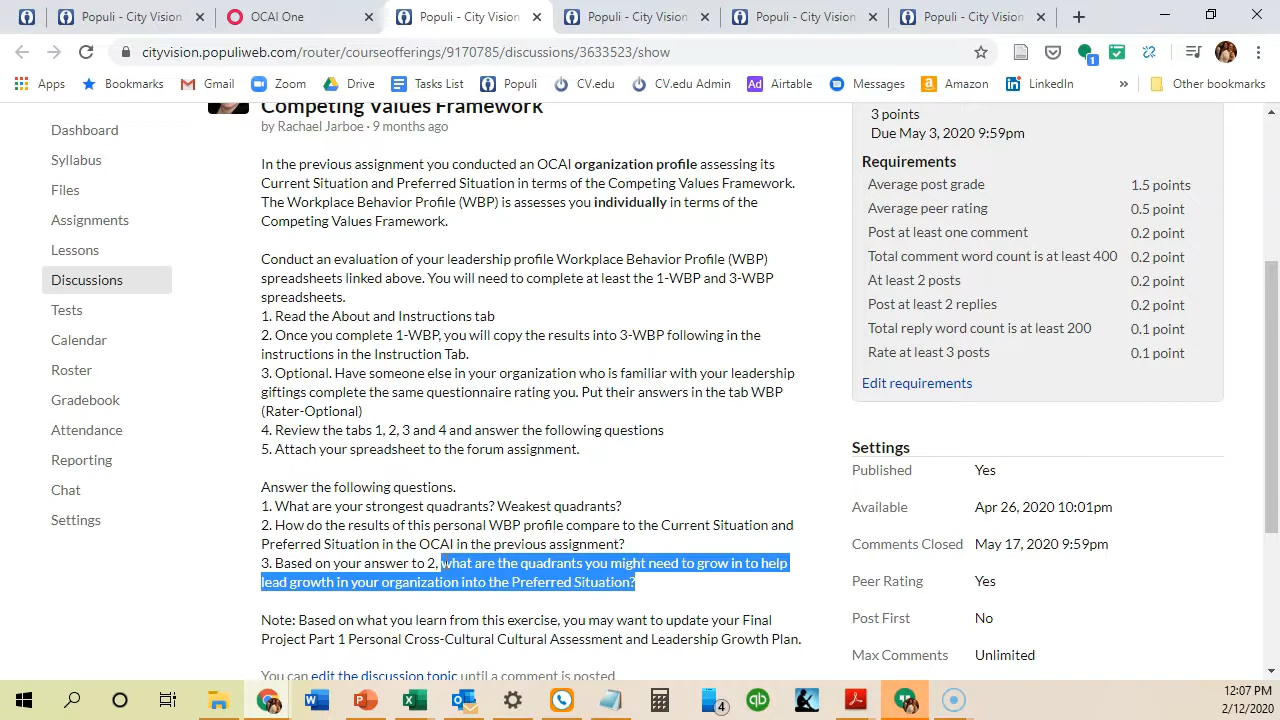 Populi - City Vision
OCAI One
Populi - City Vision
Populi - City Vision
Populi - City Vision
Populi - City Vision
cityvision.populiweb.com/router/courseofferings/9170785/discussions/3633523/show
1
Apps
Bookmarks
Gmail
Zoom
Drive
Tasks List
Populi
CV.edu
CV.edu Admin
Ad Airtable
Messages
Amazon
LinkedIn
»
Other bookmarks
Dashboard
Syllabus
Files
Assignments
Lessons
Discussions
Tests
Calendar
Roster
Gradebook
Attendance
Reporting
Chat
Settings
Competing Values Framework
by Rachael Jarboe · 9 months ago
In the previous assignment you conducted an OCAI organization profile assessing its
Current Situation and Preferred Situation in terms of the Competing Values Framework.
The Workplace Behavior Profile (WBP) is assesses you individually in terms of the
Competing Values Framework.
Conduct an evaluation of your leadership profile Workplace Behavior Profile (WBP)
spreadsheets linked above. You will need to complete at least the 1-WBP and 3-WBP
spreadsheets.
1. Read the About and Instructions tab
2. Once you complete 1-WBP, you will copy the results into 3-WBP following in the
instructions in the Instruction Tab.
3. Optional. Have someone else in your organization who is familiar with your leadership
giftings complete the same questionnaire rating you. Put their answers in the tab WBP
(Rater-Optional)
4. Review the tabs 1, 2, 3 and 4 and answer the following questions
5. Attach your spreadsheet to the forum assignment.
Answer the following questions.
1. What are your strongest quadrants? Weakest quadrants?
2. How do the results of this personal WBP profile compare to the Current Situation and
Preferred Situation in the OCAI in the previous assignment?
3. Based on your answer to 2, what are the quadrants you might need to grow in to help
lead growth in your organization into the Preferred Situation?
Note: Based on what you learn from this exercise, you may want to update your Final
Project Part 1 Personal Cross-Cultural Cultural Assessment and Leadership Growth Plan.
You can edit the discussion topic until a comment is posted
3 points
Due May 3, 2020 9:59pm
Requirements
Average post grade 1.5 points
Average peer rating 0.5 point
Post at least one comment 0.2 point
Total comment word count is at least 400 0.2 point
At least 2 posts 0.2 point
Post at least 2 replies 0.2 point
Total reply word count is at least 200 0.1 point
Rate at least 3 posts 0.1 point
Edit requirements
Settings
Published Yes
Available Apr 26, 2020 10:01pm
Comments Closed May 17, 2020 9:59pm
Peer Rating Yes
Post First No
Max Comments Unlimited
4
qb
12:07 PM
2/12/2020